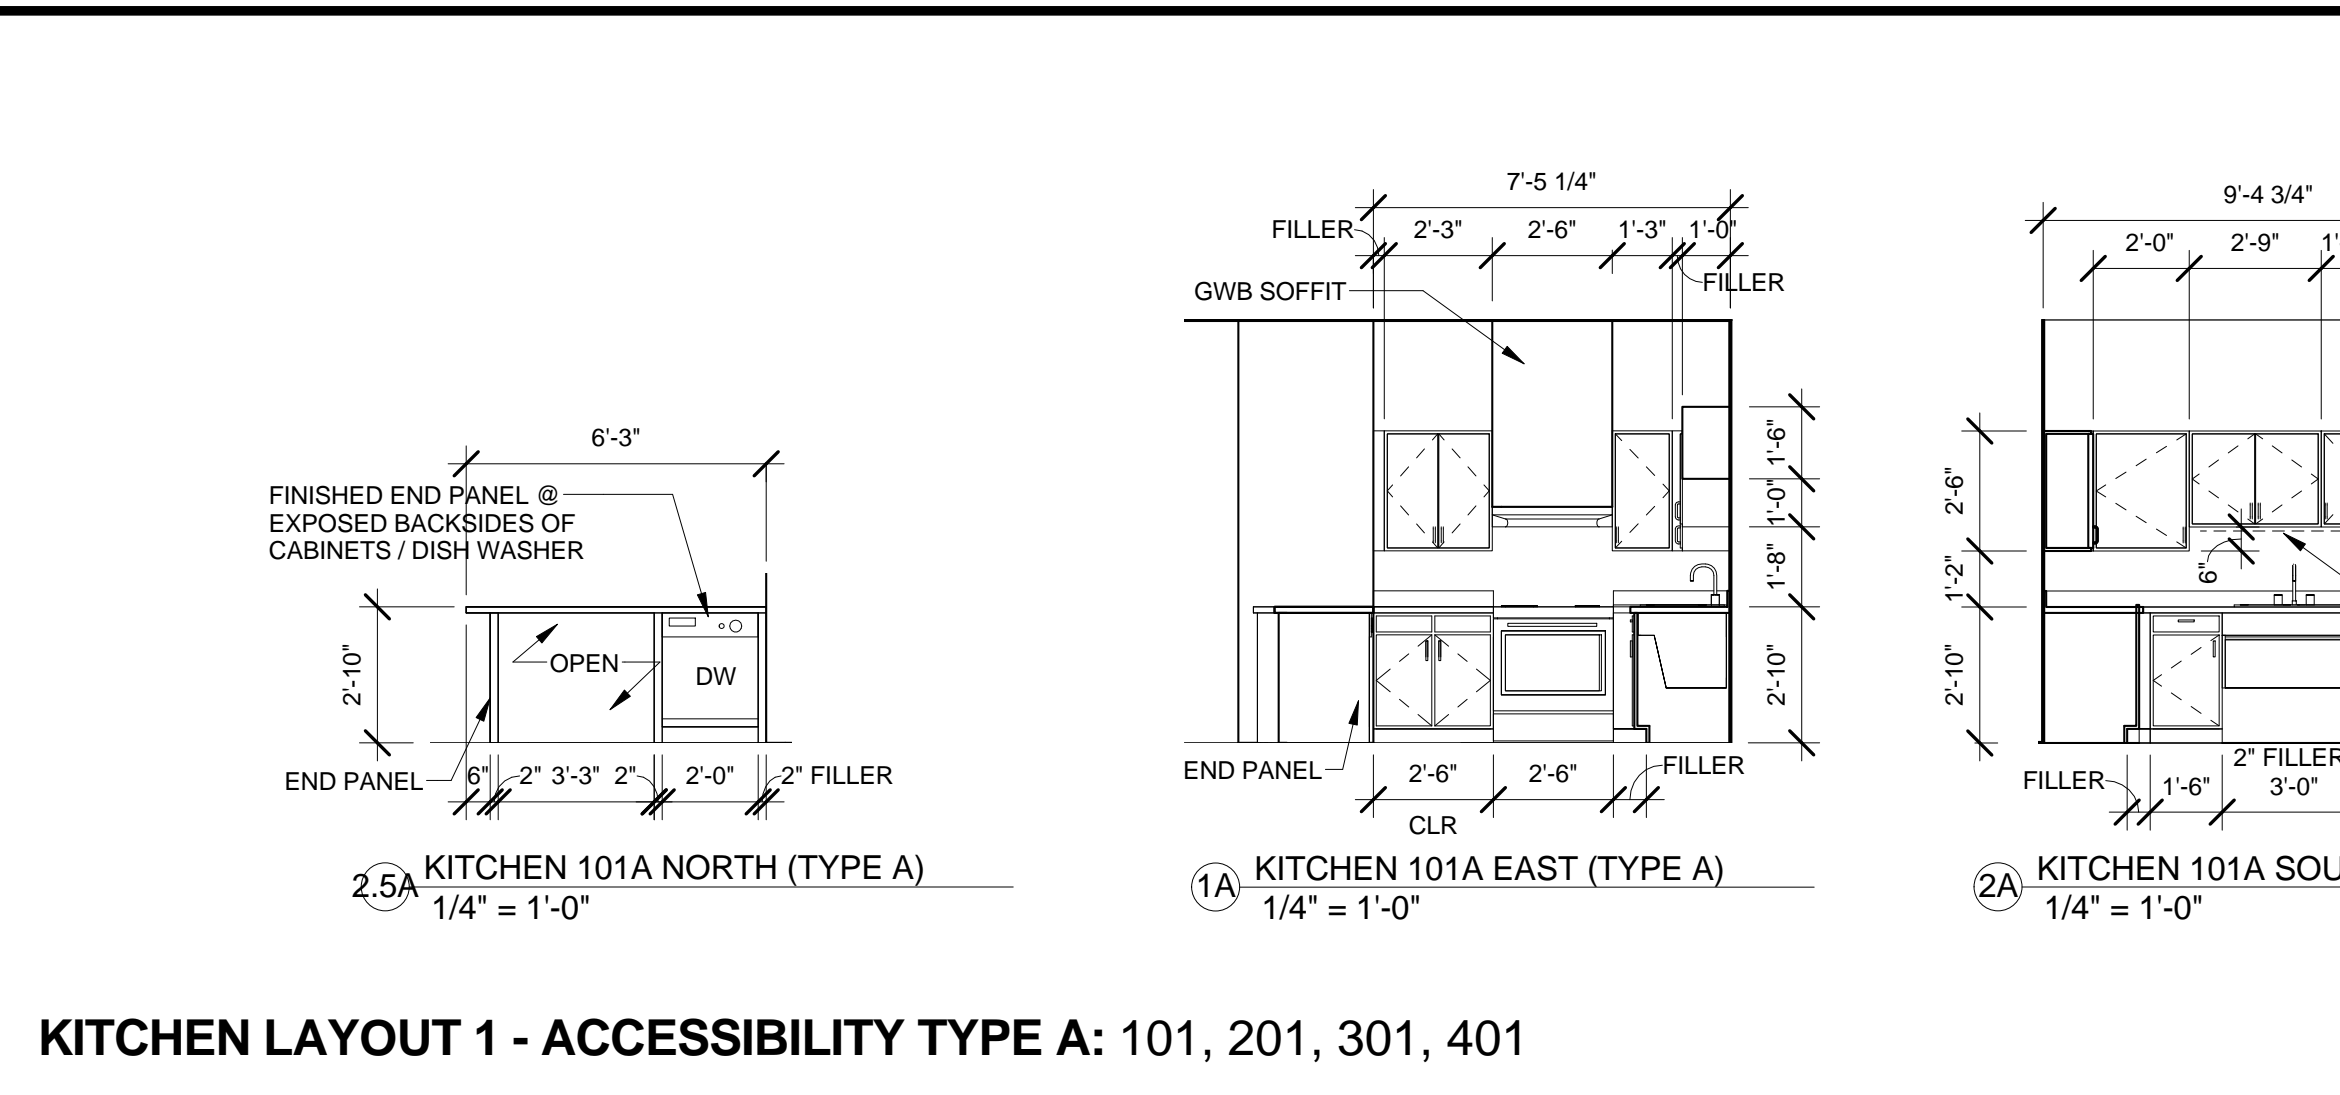 6'-3"
FINISHED END PANEL @
EXPOSED BACKSIDES OF
CABINETS / DISH WASHER
2'-10"
OPEN
DW
END PANEL
6"
2"
3'-3"
2"
2'-0"
2" FILLER
2.5A
KITCHEN 101A NORTH (TYPE A)
1/4" = 1'-0"
7'-5 1/4"
FILLER
2'-3"
2'-6"
1'-3"
1'-0"
FILLER
GWB SOFFIT
1'-6"
1'-0"
1'-8"
2'-10"
END PANEL
2'-6"
2'-6"
FILLER
CLR
1A
KITCHEN 101A EAST (TYPE A)
1/4" = 1'-0"
9'-4 3/4"
2'-0"
2'-9"
1'
2'-6"
1'-2"
2'-10"
6"
2" FILLER
FILLER
1'-6"
3'-0"
2A
KITCHEN 101A SOU
1/4" = 1'-0"
KITCHEN LAYOUT 1 - ACCESSIBILITY TYPE A: 101, 201, 301, 401